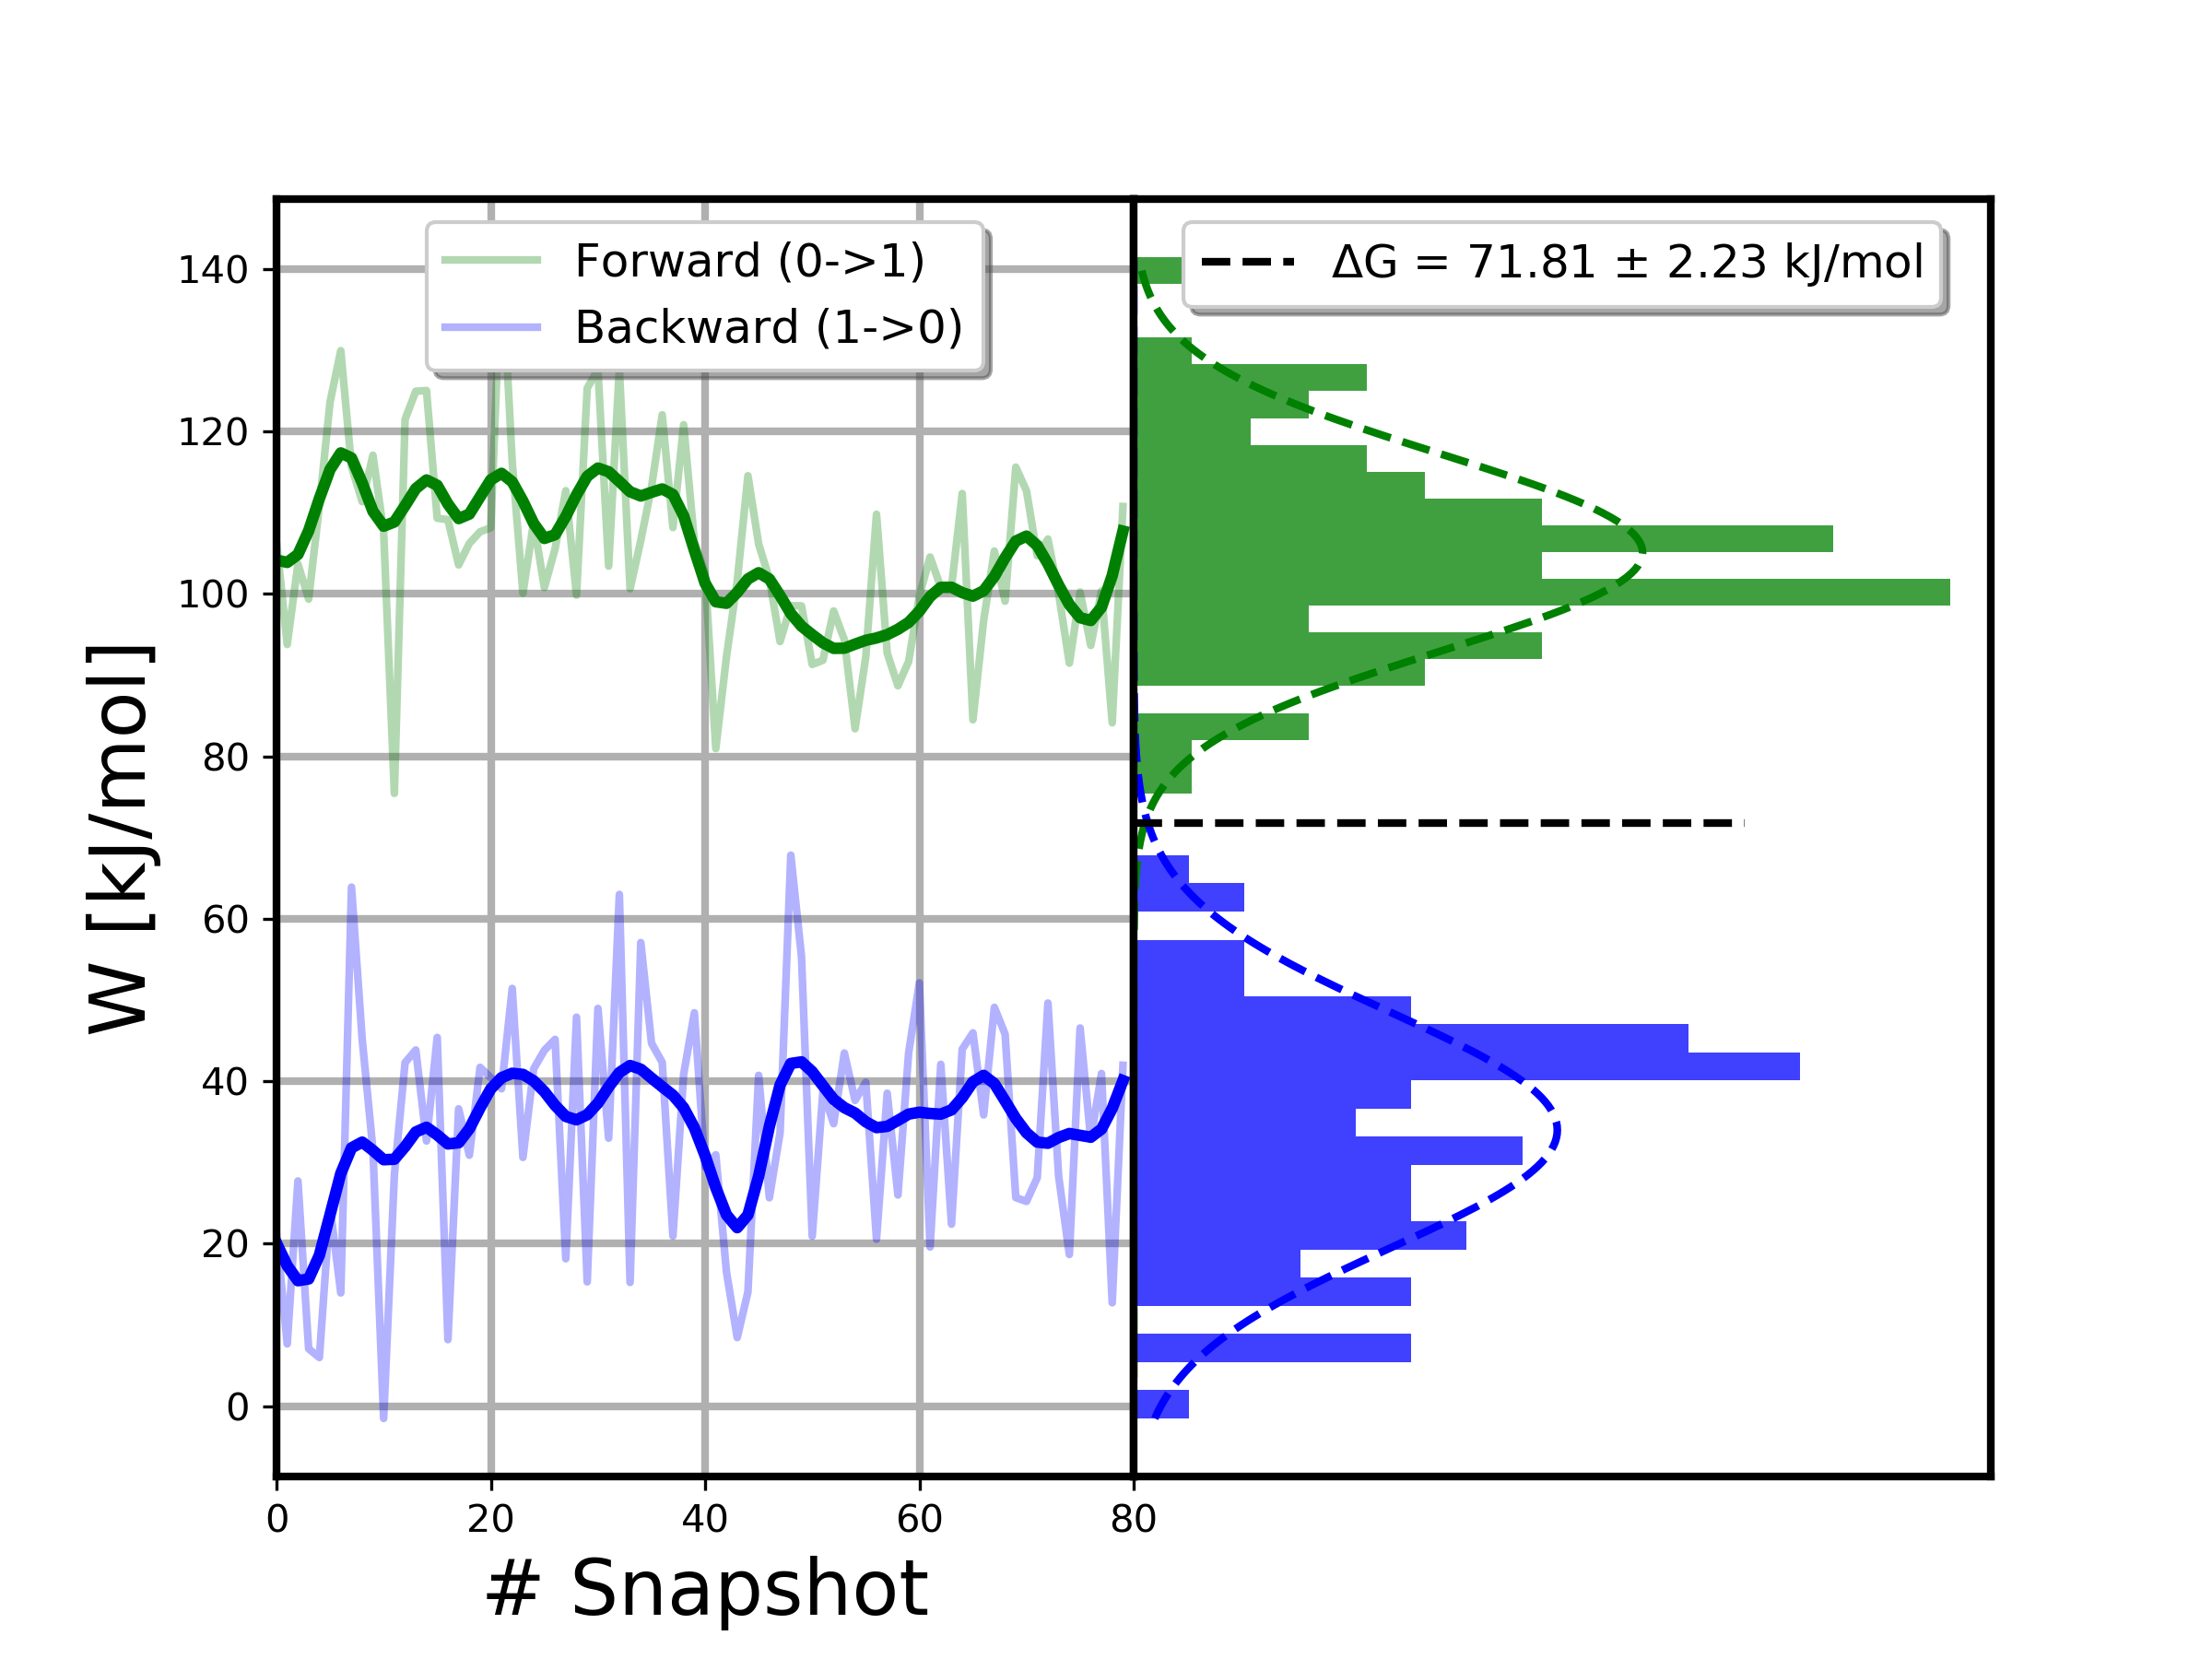 Forward (0->1)
Backward (1->0)
ΔG = 71.81 ± 2.23 kJ/mol
W [kJ/mol]
140
120
100
80
60
40
20
0
0 20 40 60 80
# Snapshot